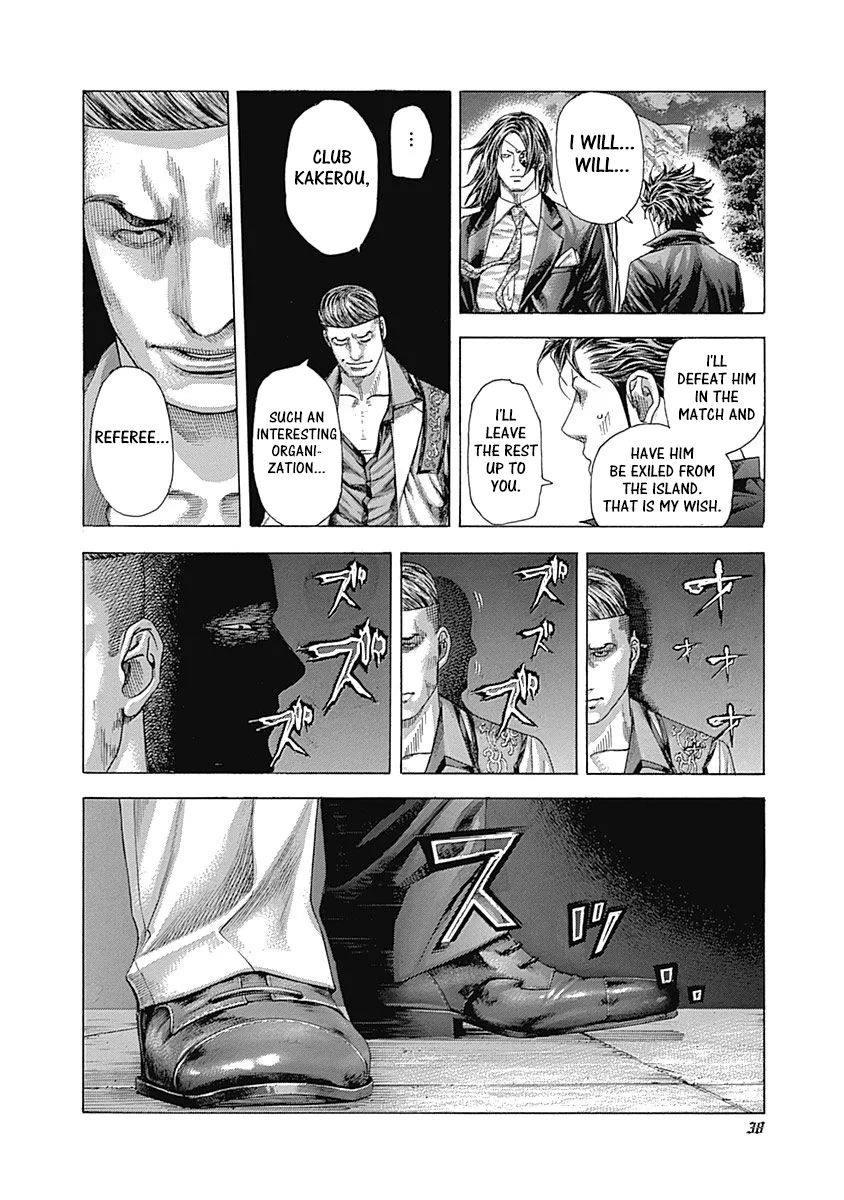 I WILL...
WILL...
I'LL
DEFEAT HIM
IN THE
MATCH AND
HAVE HIM
BE EXILED FROM
THE ISLAND.
THAT IS MY WISH.
I'LL
LEAVE
THE REST
UP TO
YOU.
...
CLUB
KAKEROU,
SUCH AN
INTERESTING
ORGANI-
ZATION...
REFEREE...
オ
オ
オ
ズ
ズ
ズ
ズ
ズ
ズ
ズ
ズッ
38